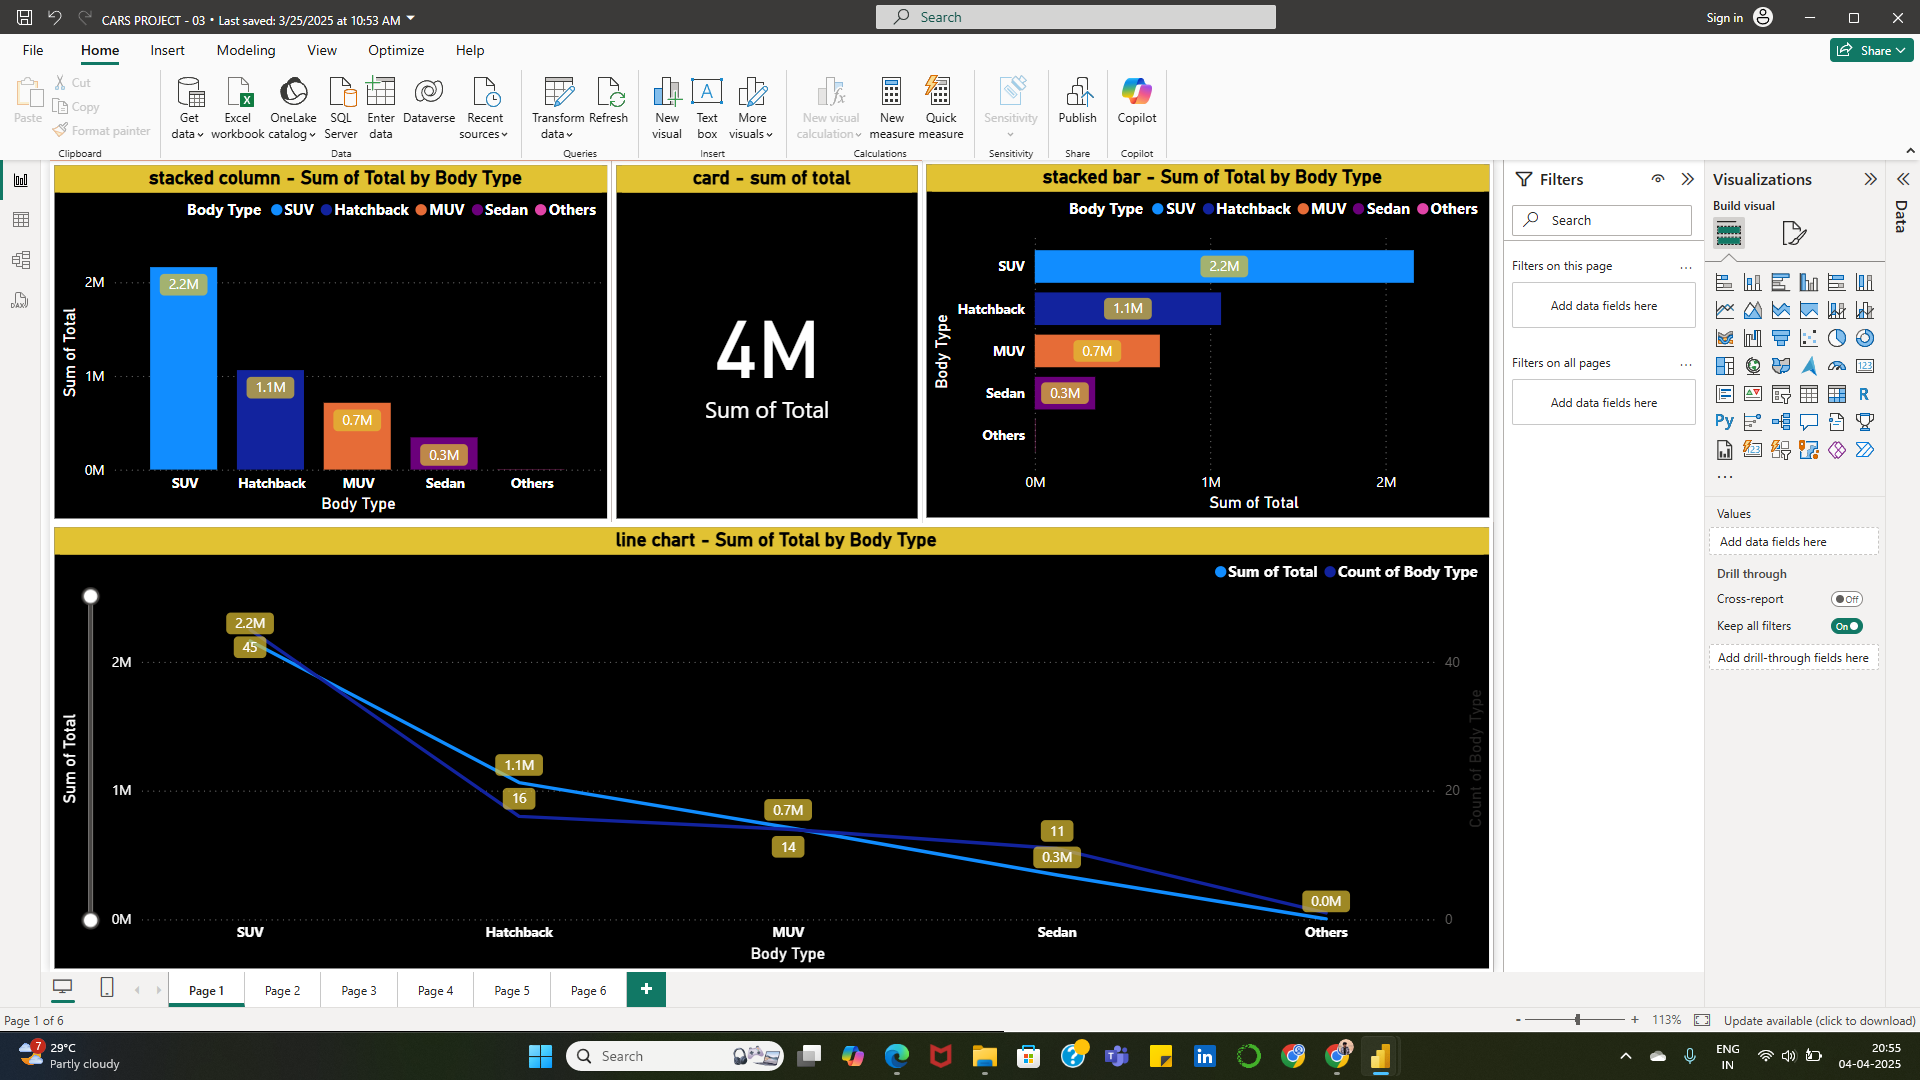 CARS PROJECT - 03 • Last saved: 3/25/2025 at 10:53 AM
Search
Sign in
File Home Insert Modeling View Optimize Help
Share
Paste
Cut
Copy
Format painter
Clipboard
Get data
Excel workbook
OneLake catalog
SQL Server
Enter data
Dataverse
Recent sources
Data
Transform data
Refresh
Queries
New visual
Text box
More visuals
Insert
New visual calculation
New measure
Quick measure
Calculations
Sensitivity
Sensitivity
Publish
Share
Copilot
Copilot
stacked column - Sum of Total by Body Type
Body Type SUV Hatchback MUV Sedan Others
Sum of Total
2M
1M
0M
2.2M
1.1M
0.7M
0.3M
SUV Hatchback MUV Sedan Others
Body Type
card - sum of total
4M
Sum of Total
stacked bar - Sum of Total by Body Type
Body Type SUV Hatchback MUV Sedan Others
Body Type
SUV 2.2M
Hatchback 1.1M
MUV 0.7M
Sedan 0.3M
Others
0M 1M 2M
Sum of Total
line chart - Sum of Total by Body Type
Sum of Total Count of Body Type
Sum of Total
2M
1M
0M
2.2M
45
1.1M
16
0.7M
14
11
0.3M
0.0M
40
20
0
Count of Body Type
SUV Hatchback MUV Sedan Others
Body Type
Filters
Search
Filters on this page
...
Add data fields here
Filters on all pages
...
Add data fields here
Visualizations
Build visual
123
R
Py
123
...
Values
Add data fields here
Drill through
Cross-report
Off
Keep all filters
On
Add drill-through fields here
Data
DAX
Page 1 Page 2 Page 3 Page 4 Page 5 Page 6 +
Page 1 of 6
- + 113%
Update available (click to download)
7
29°C
Partly cloudy
Search
ENG
IN
20:55
04-04-2025